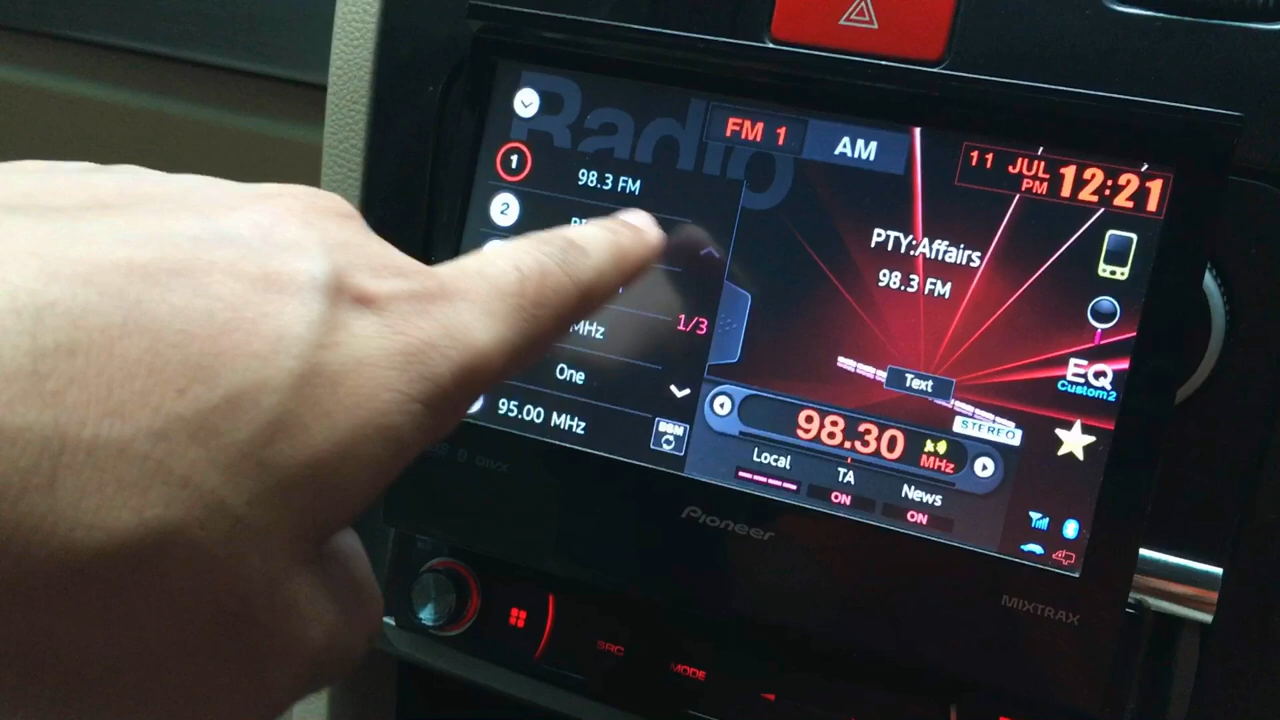 Radio
FM 1
AM
11 JUL
PM 12:21
1
98.3 FM
2
PTY:Affairs
98.3 FM
1/3
MHz
One
95.00 MHz
BSM
Text
EQ
Custom2
STEREO
98.30
MHz
Local
TA
ON
News
ON
Pioneer
MIXTRAX
SRC
MODE